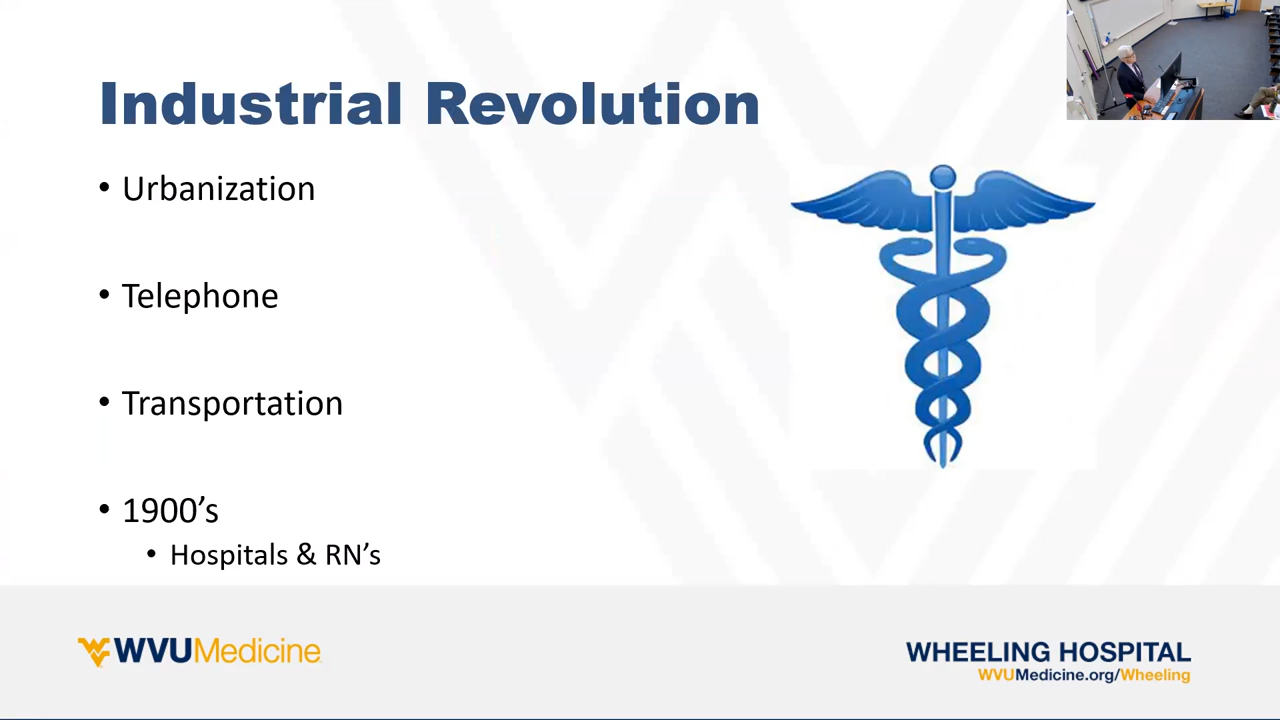 Industrial Revolution
• Urbanization
• Telephone
• Transportation
• 1900’s
• Hospitals & RN’s
WVUMedicine
WHEELING HOSPITAL
WVUMedicine.org/Wheeling